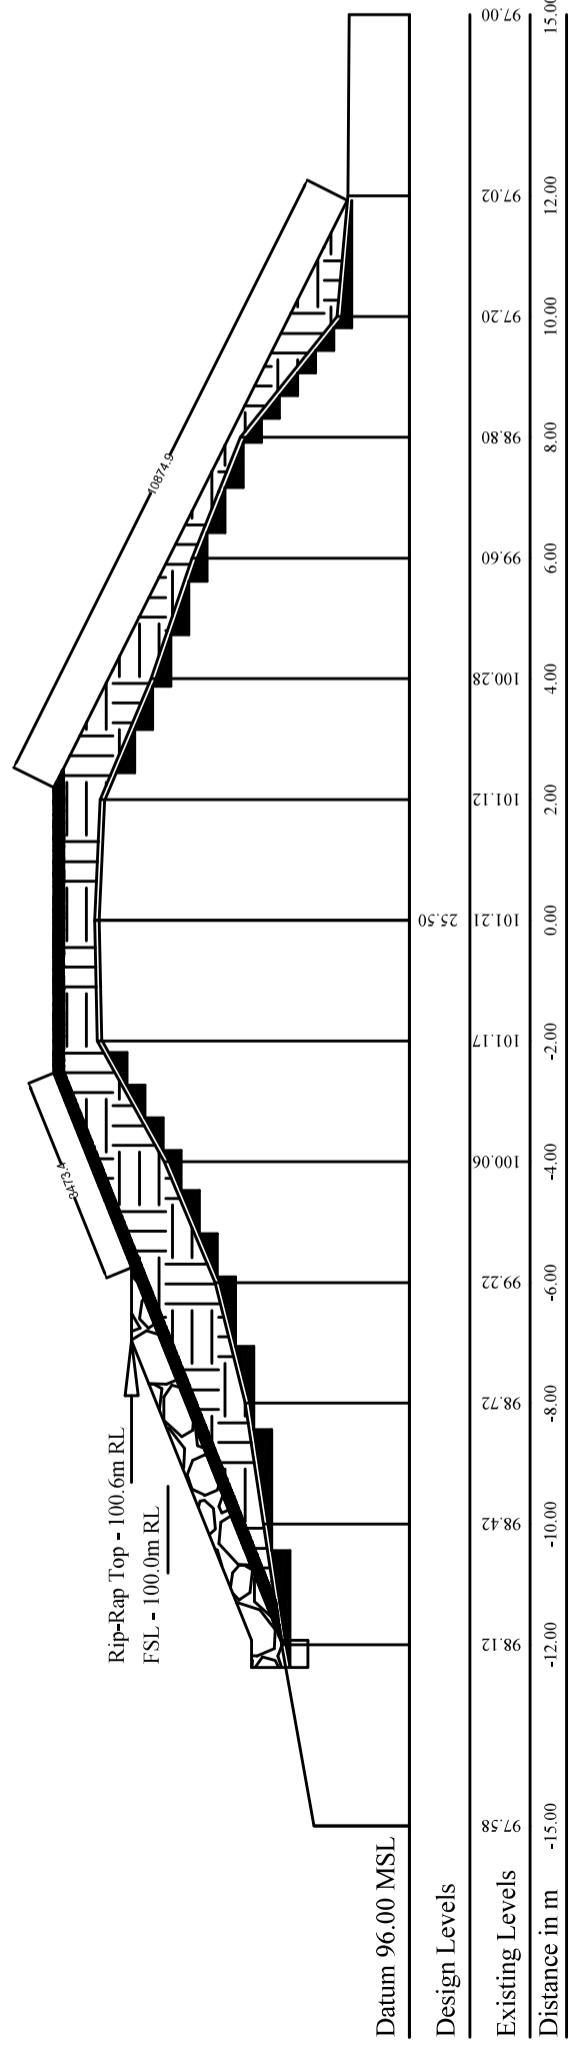 10874.9
3473.4
Rip-Rap Top - 100.6m RL
FSL - 100.0m RL
Datum 96.00 MSL
Design Levels 25.50
Existing Levels 97.58 98.12 98.42 98.72 99.22 100.06 101.17 101.21 101.12 100.28 99.60 98.80 97.20 97.02 97.00
Distance in m -15.00 -12.00 -10.00 -8.00 -6.00 -4.00 -2.00 0.00 2.00 4.00 6.00 8.00 10.00 12.00 15.00